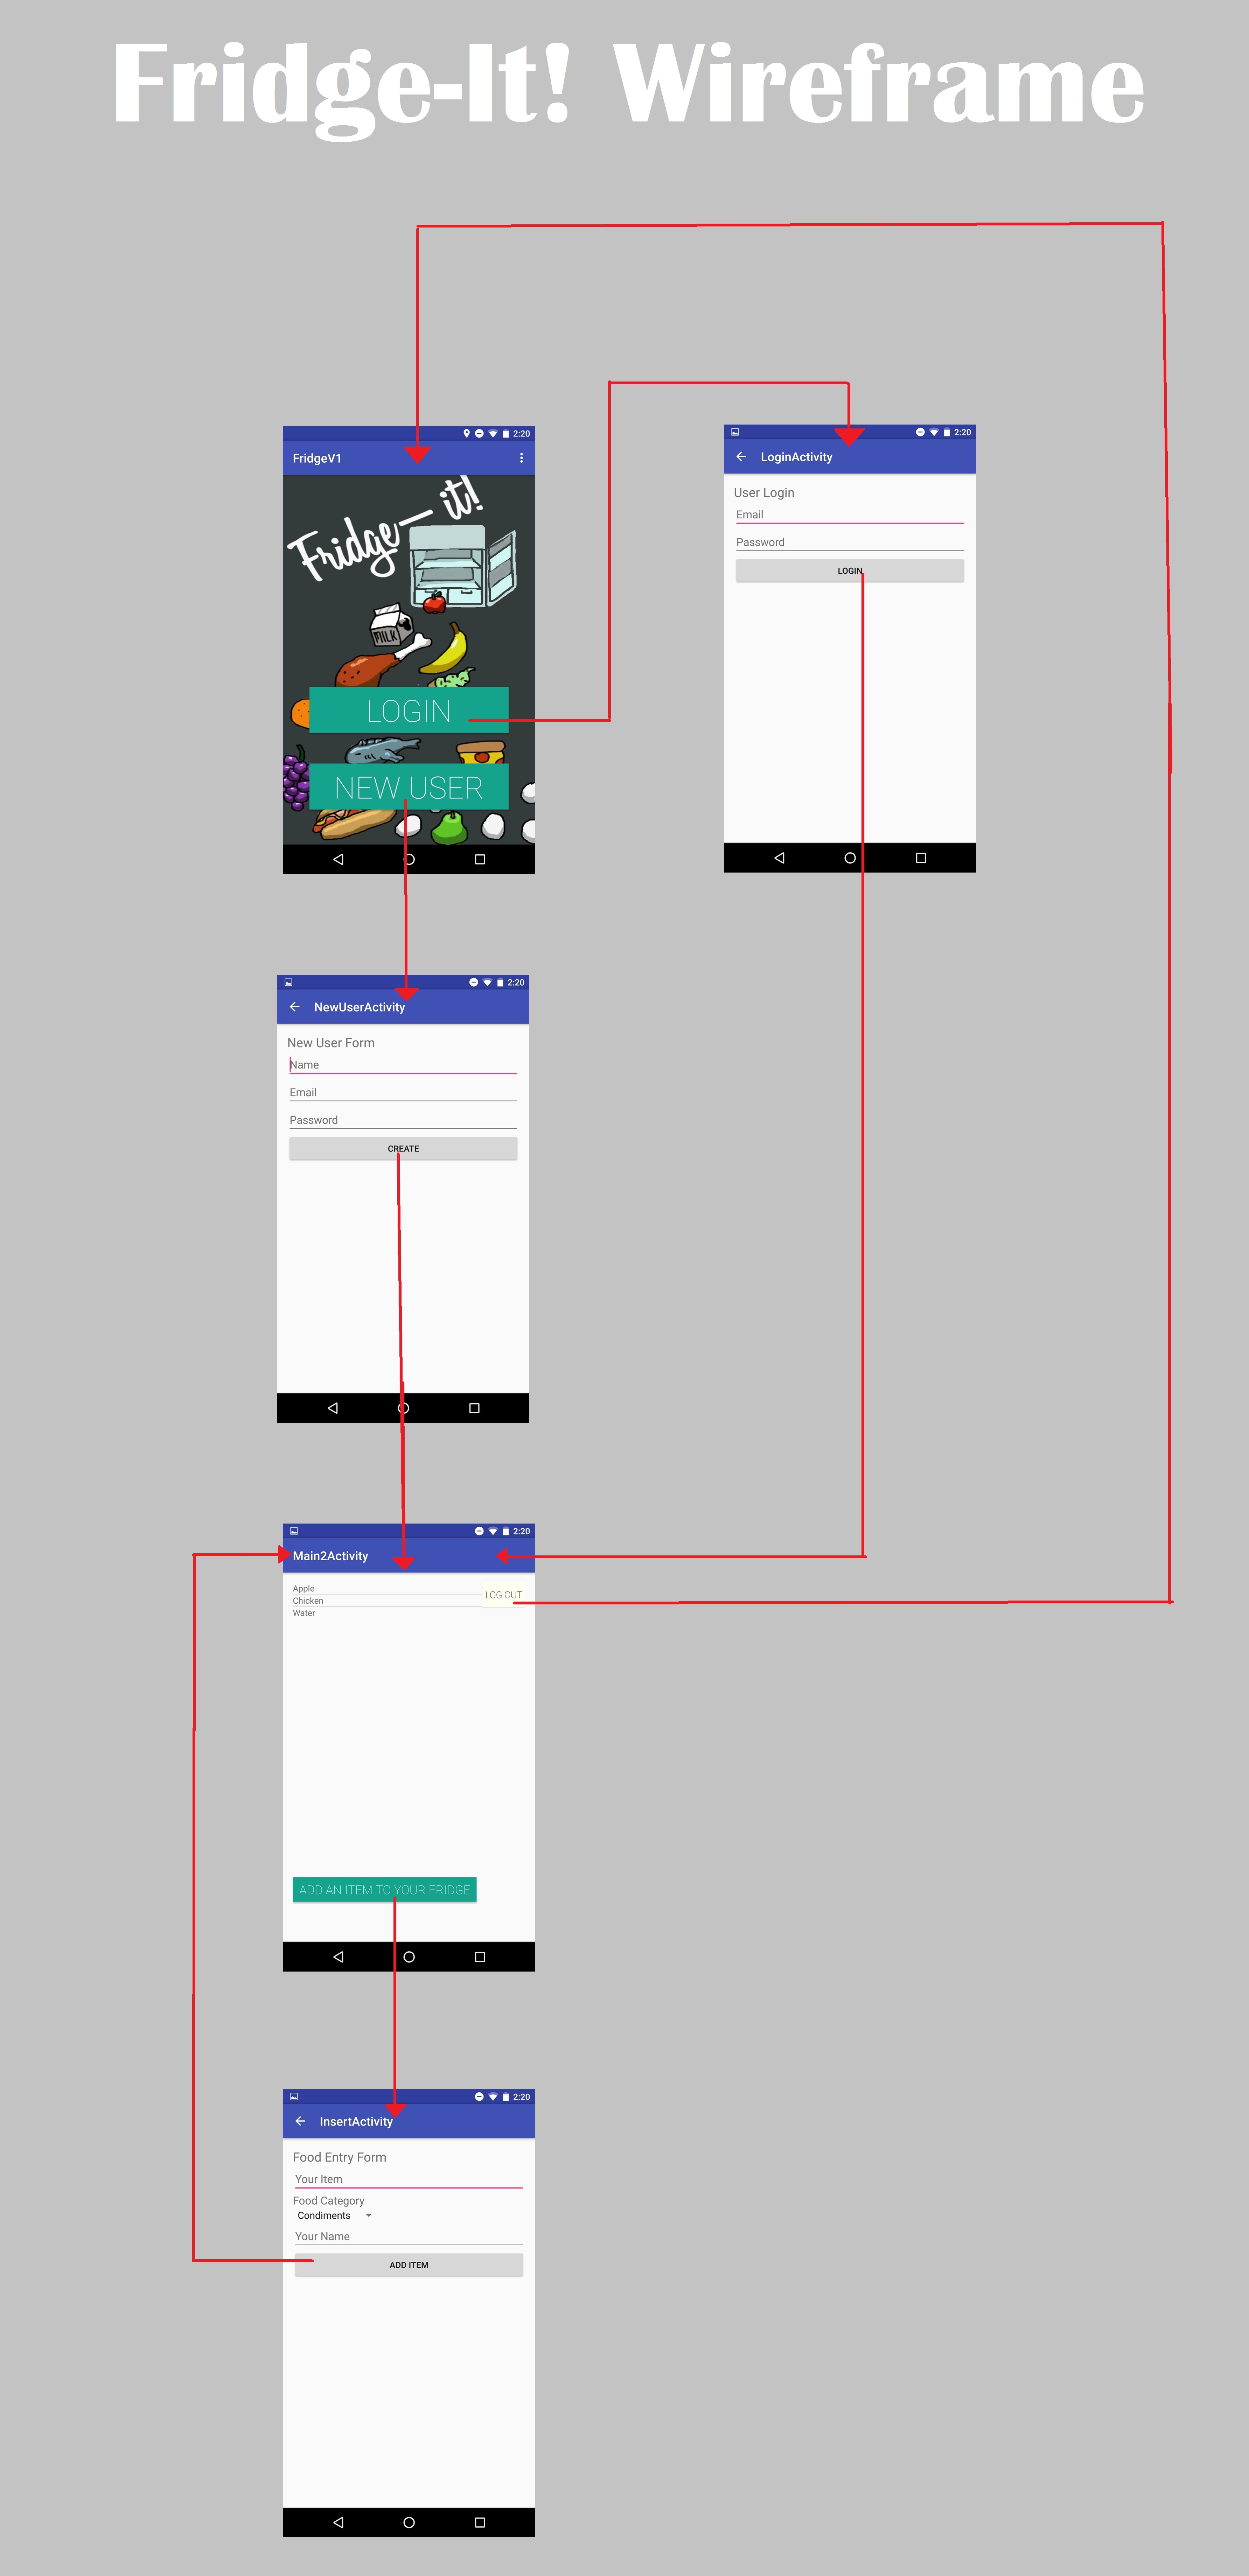 Fridge-It! Wireframe
2:20
FridgeV1
Fridge-it!
MILK
LOGIN
NEW USER
2:20
LoginActivity
User Login
Email
Password
LOGIN
2:20
NewUserActivity
New User Form
Name
Email
Password
CREATE
2:20
Main2Activity
Apple
LOG OUT
Chicken
Water
ADD AN ITEM TO YOUR FRIDGE
2:20
InsertActivity
Food Entry Form
Your Item
Food Category
Condiments
Your Name
ADD ITEM